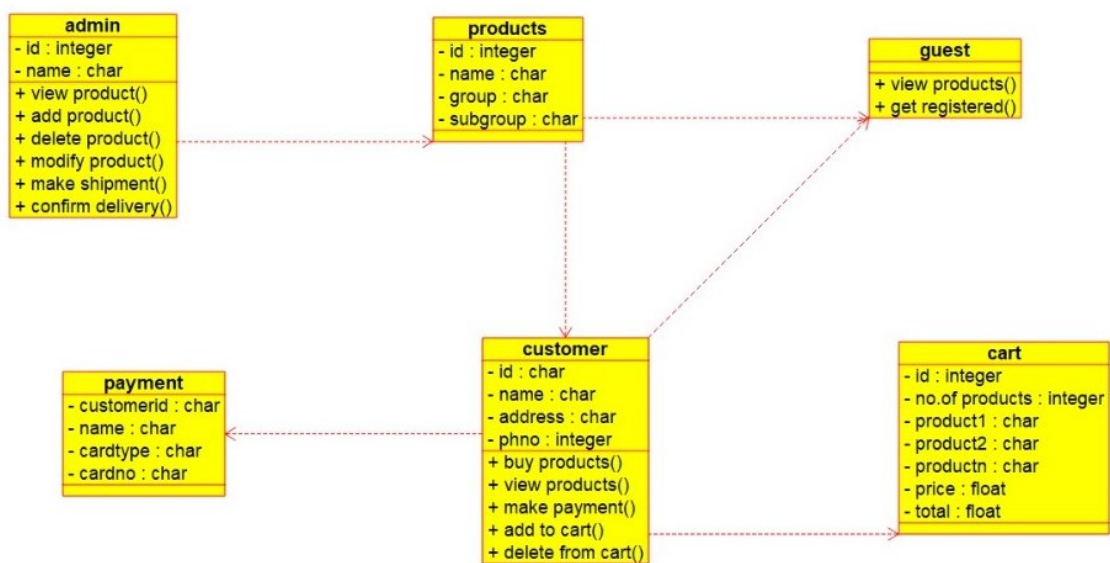 admin
- id : integer
- name : char
+ view product()
+ add product()
+ delete product()
+ modify product()
+ make shipment()
+ confirm delivery()
products
- id : integer
- name : char
- group : char
- subgroup : char
guest
+ view products()
+ get registered()
payment
- customerid : char
- name : char
- cardtype : char
- cardno : char
customer
- id : char
- name : char
- address : char
- phno : integer
+ buy products()
+ view products()
+ make payment()
+ add to cart()
+ delete from cart()
cart
- id : integer
- no.of products : integer
- product1 : char
- product2 : char
- productn : char
- price : float
- total : float